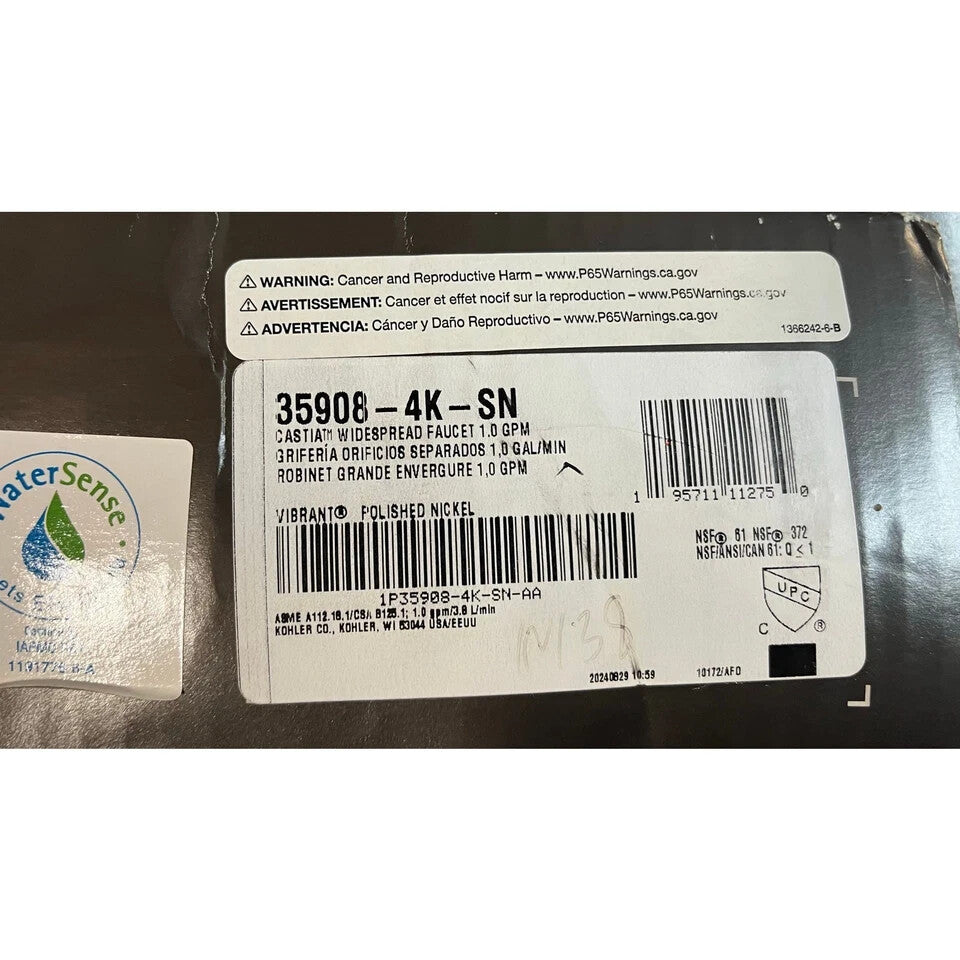 WARNING: Cancer and Reproductive Harm – www.P65Warnings.ca.gov
AVERTISSEMENT: Cancer et effet nocif sur la reproduction – www.P65Warnings.ca.gov
ADVERTENCIA: Cáncer y Daño Reproductivo – www.P65Warnings.ca.gov
1366242-6-B
35908-4K-SN
CASTIA™ WIDESPREAD FAUCET 1.0 GPM
GRIFERÍA ORIFICIOS SEPARADOS 1,0 GAL/MIN
ROBINET GRANDE ENVERGURE 1,0 GPM
1 95711 11275 0
VIBRANT® POLISHED NICKEL
NSF® 61 NSF® 372
NSF/ANSI/CAN 61: Q ≤ 1
1P35908-4K-SN-AA
ASME A112.18.1/CSA B125.1; 1.0 gpm/3.8 L/min
KOHLER CO., KOHLER, WI 53044 USA/EEUU
UPC
C ®
20240829 10:59
10172/AFO
WaterSense